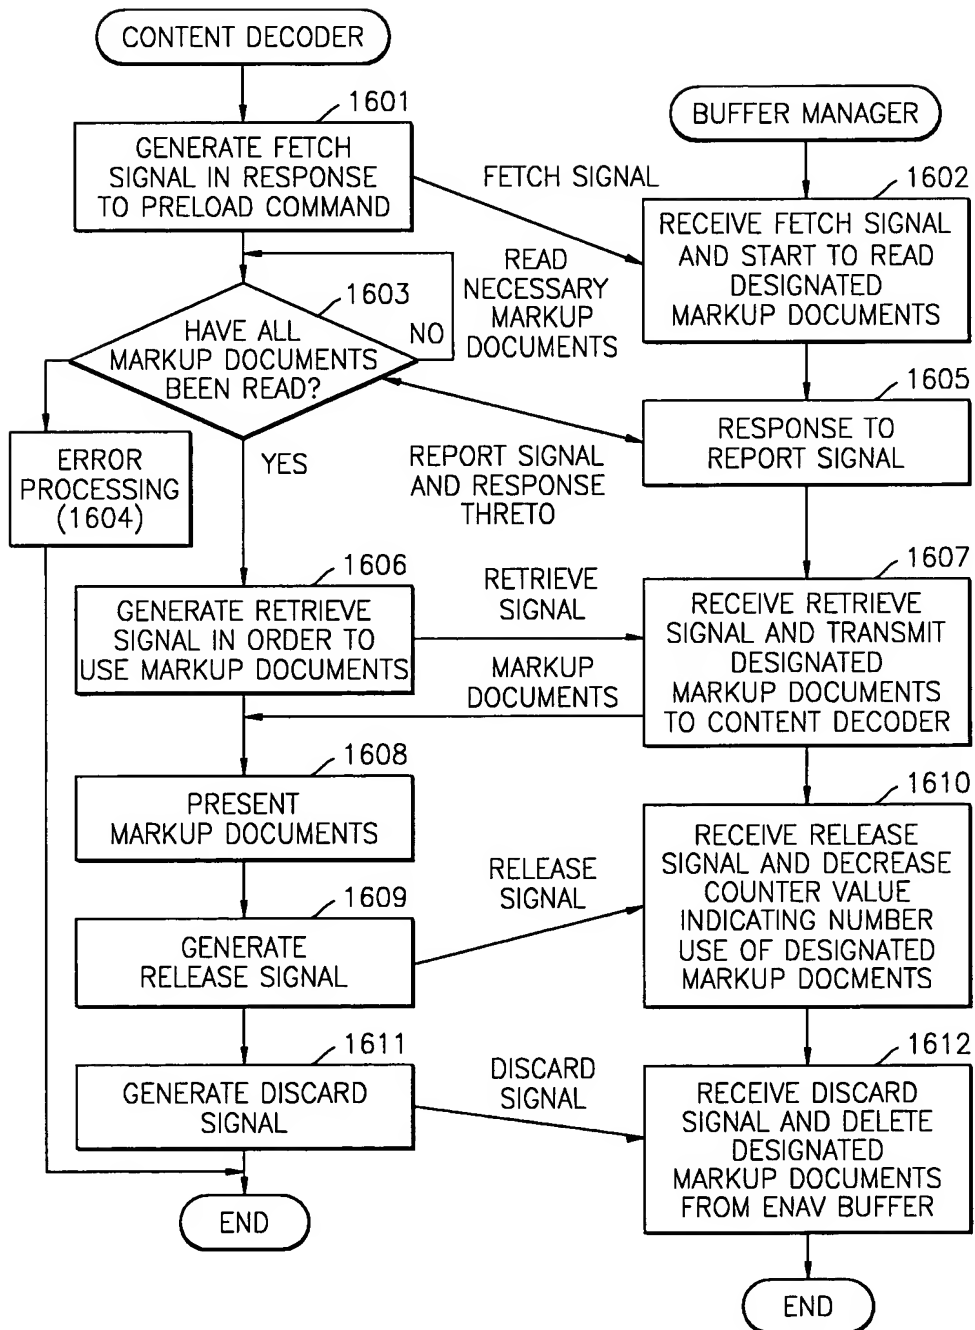 CONTENT DECODER
1601
GENERATE FETCH
SIGNAL IN RESPONSE
TO PRELOAD COMMAND
BUFFER MANAGER
FETCH SIGNAL
1602
RECEIVE FETCH SIGNAL
AND START TO READ
DESIGNATED
MARKUP DOCUMENTS
READ
NECESSARY
MARKUP
DOCUMENTS
1603
HAVE ALL
MARKUP DOCUMENTS
BEEN READ?
NO
YES
ERROR
PROCESSING
(1604)
1605
RESPONSE TO
REPORT SIGNAL
REPORT SIGNAL
AND RESPONSE
THRETO
1606
GENERATE RETRIEVE
SIGNAL IN ORDER TO
USE MARKUP DOCUMENTS
RETRIEVE
SIGNAL
1607
RECEIVE RETRIEVE
SIGNAL AND TRANSMIT
DESIGNATED
MARKUP DOCUMENTS
TO CONTENT DECODER
MARKUP
DOCUMENTS
1608
PRESENT
MARKUP DOCUMENTS
1609
GENERATE
RELEASE SIGNAL
RELEASE
SIGNAL
1610
RECEIVE RELEASE
SIGNAL AND DECREASE
COUNTER VALUE
INDICATING NUMBER
USE OF DESIGNATED
MARKUP DOCMENTS
1611
GENERATE DISCARD
SIGNAL
DISCARD
SIGNAL
1612
RECEIVE DISCARD
SIGNAL AND DELETE
DESIGNATED
MARKUP DOCUMENTS
FROM ENAV BUFFER
END
END